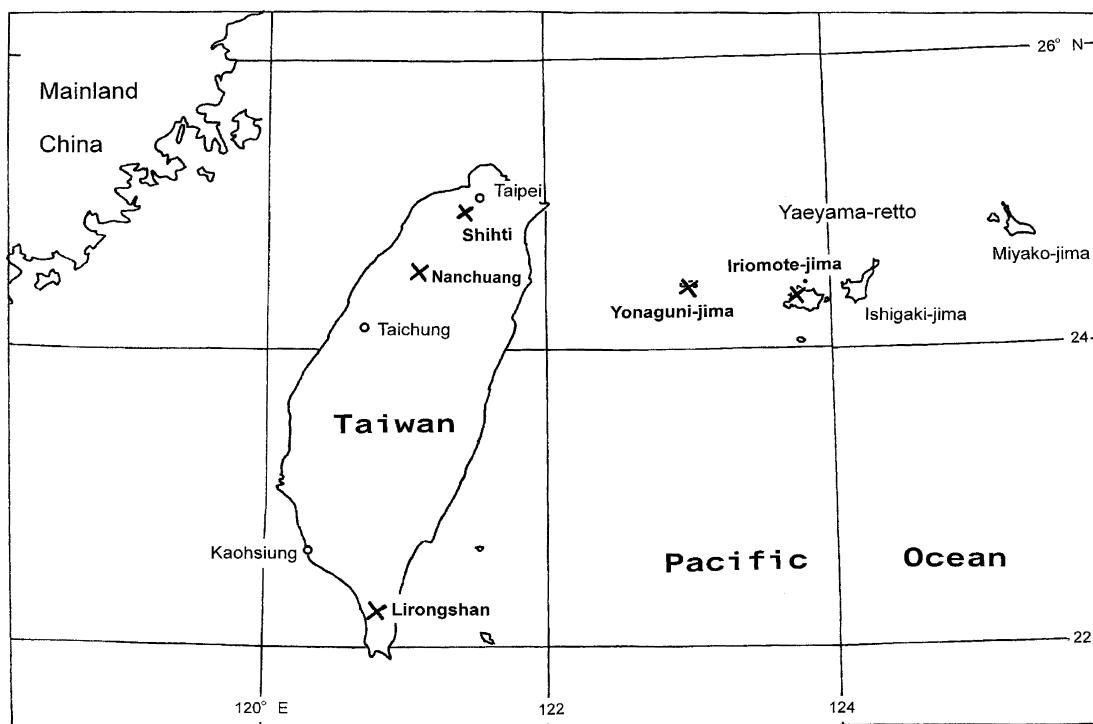 26° N
Mainland
China
Taipei
Shihti
Yaeyama-retto
Miyako-jima
Nanchuang
Iriomote-jima
Yonaguni-jima
Ishigaki-jima
Taichung
24
Taiwan
Kaohsiung
Pacific Ocean
Lirongshan
22
120° E
122
124